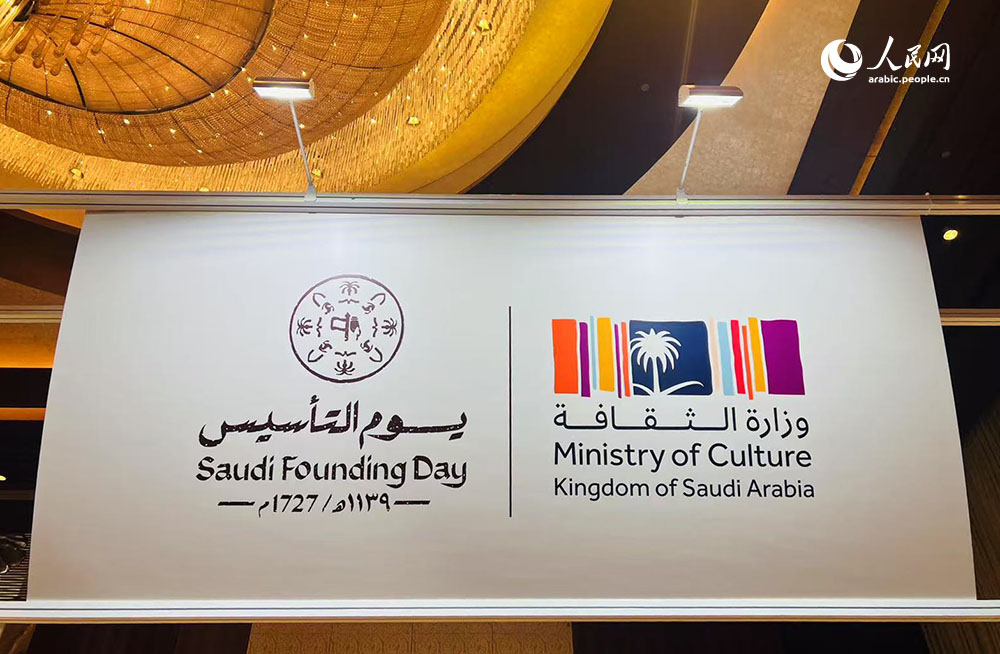 人民网
arabic.people.cn
يوم التأسيس
Saudi Founding Day
١١٣٩هـ/ 1727م
وزارة الثقافة
Ministry of Culture
Kingdom of Saudi Arabia